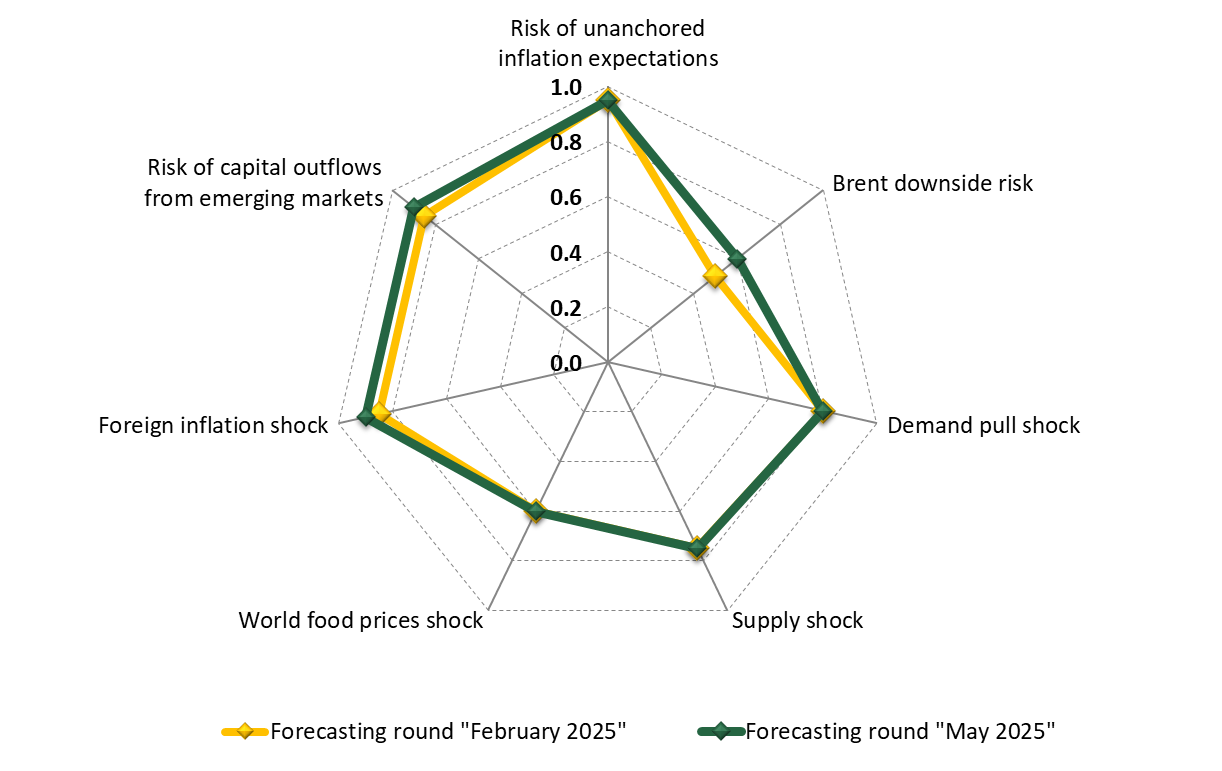 Risk of unanchored
inflation expectations
1.0
0.8
0.6
0.4
0.2
0.0
Risk of capital outflows
from emerging markets
Brent downside risk
Foreign inflation shock
Demand pull shock
World food prices shock
Supply shock
Forecasting round "February 2025"
Forecasting round "May 2025"